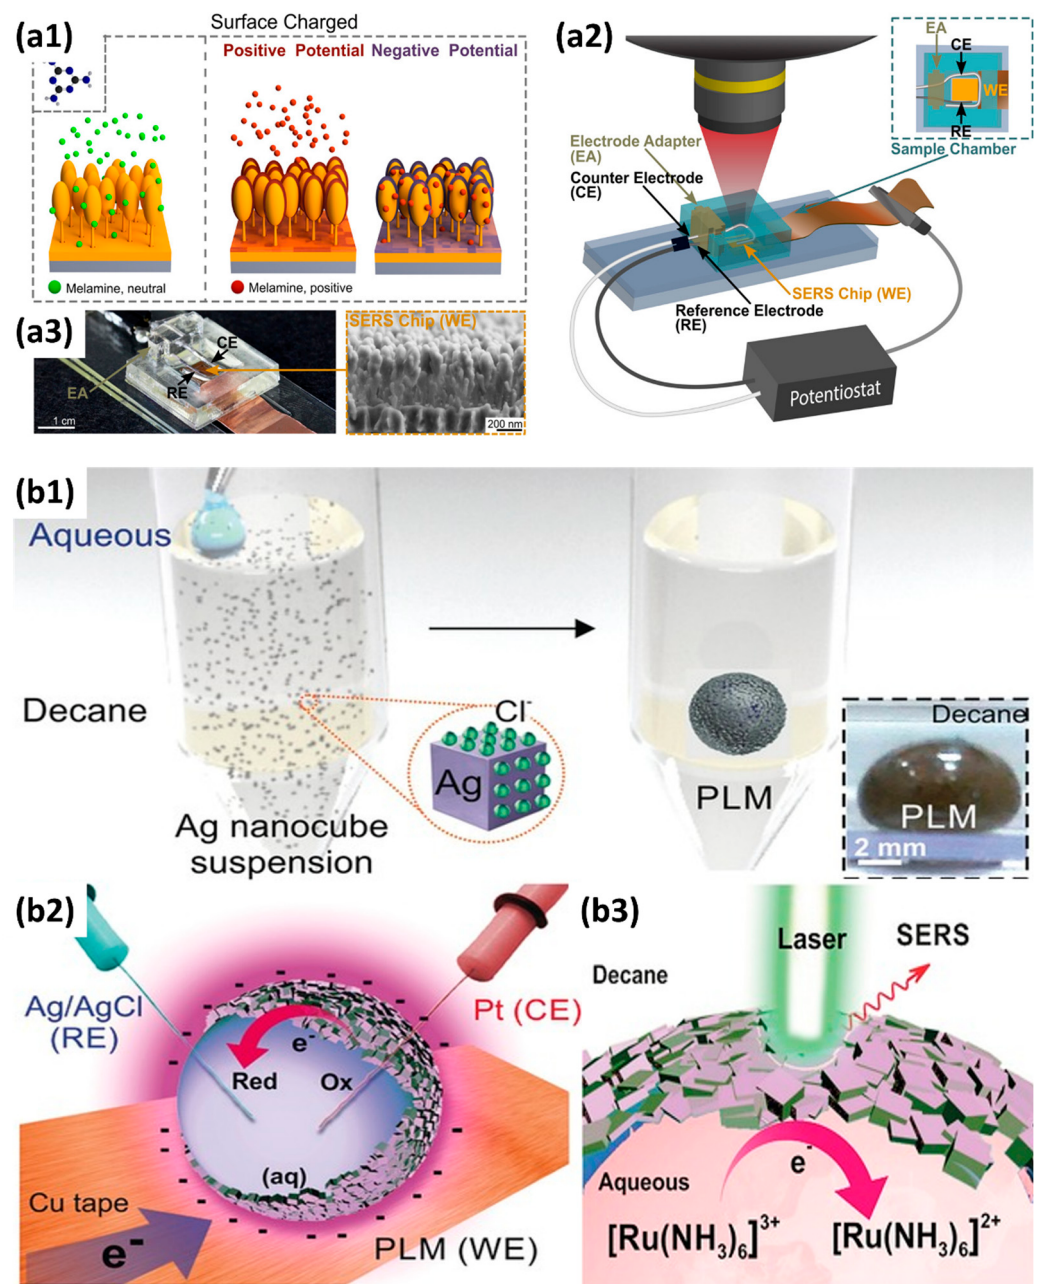 (a1)
Surface Charged
Positive Potential Negative Potential
Melamine, neutral
Melamine, positive
(a2)
EA
CE
WE
RE
Sample Chamber
Electrode Adapter
(EA)
Counter Electrode
(CE)
SERS Chip (WE)
Reference Electrode
(RE)
Potentiostat
(a3)
CE
EA
RE
1 cm
SERS Chip (WE)
200 nm
(b1)
Aqueous
Decane
Cl-
Ag
Ag nanocube
suspension
PLM
Decane
PLM
2 mm
(b2)
Ag/AgCl
(RE)
Pt (CE)
e-
Red
Ox
(aq)
Cu tape
e-
PLM (WE)
(b3)
Laser
SERS
Decane
e-
Aqueous
[Ru(NH3)6]3+
[Ru(NH3)6]2+